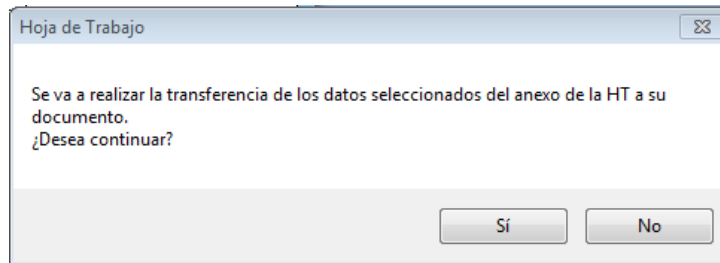 Hoja de Trabajo
Se va a realizar la transferencia de los datos seleccionados del anexo de la HT a su
documento.
¿Desea continuar?
Sí
No